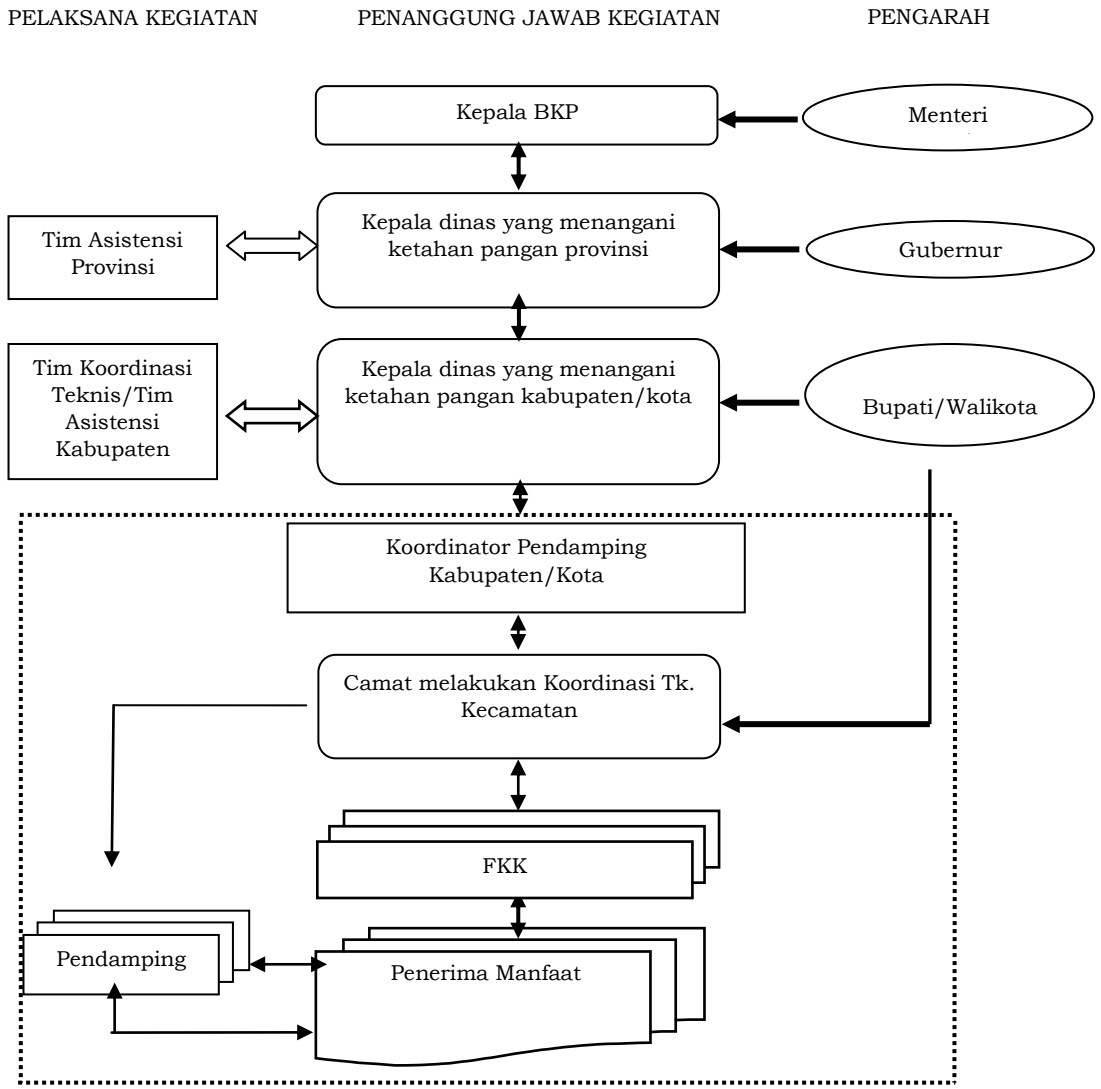 PELAKSANA KEGIATAN
PENANGGUNG JAWAB KEGIATAN
PENGARAH
Kepala BKP
Menteri
Tim Asistensi
Provinsi
Kepala dinas yang menangani
ketahan pangan provinsi
Gubernur
Tim Koordinasi
Teknis/Tim
Asistensi
Kabupaten
Kepala dinas yang menangani
ketahan pangan kabupaten/kota
Bupati/Walikota
Koordinator Pendamping
Kabupaten/Kota
Camat melakukan Koordinasi Tk.
Kecamatan
FKK
Pendamping
Penerima Manfaat